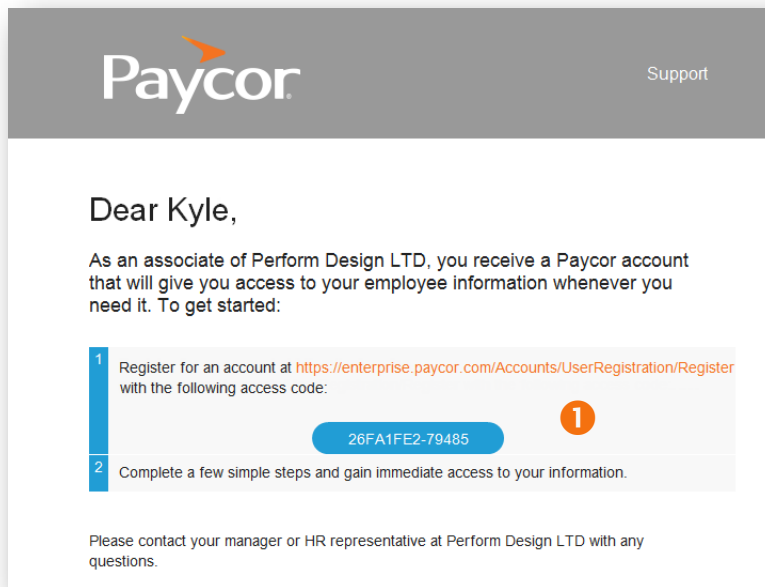 Paycor
Support
Dear Kyle,
As an associate of Perform Design LTD, you receive a Paycor account
that will give you access to your employee information whenever you
need it. To get started:
1
Register for an account at https://enterprise.paycor.com/Accounts/UserRegistration/Register
with the following access code:
1
26FA1FE2-79485
2
Complete a few simple steps and gain immediate access to your information.
Please contact your manager or HR representative at Perform Design LTD with any
questions.